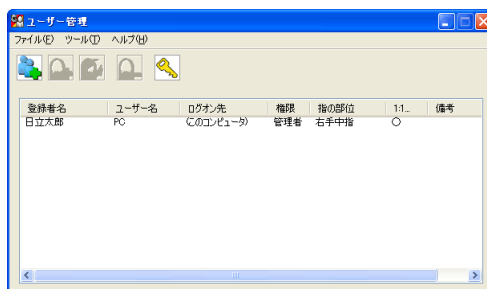 ユーザー管理
ファイル(F) ツール(T) ヘルプ(H)
登録者名 ユーザー名 ログオン先 権限 指の部位 1:1... 備考
日立太郎 PC (このコンピュータ) 管理者 右手中指 ○